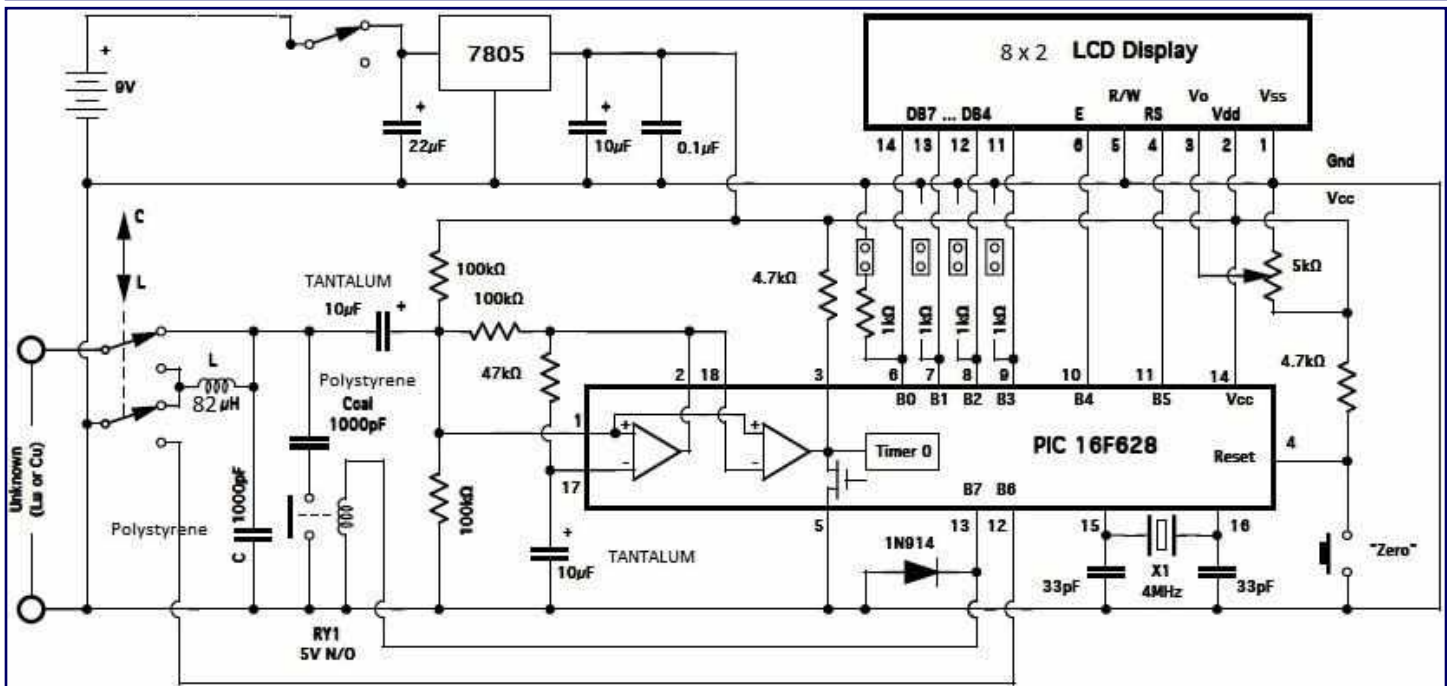 +
9V
7805
+
22µF
+
10µF
0.1µF
8 x 2 LCD Display
R/W Vo Vss
DB7 ... DB4 E RS Vdd
14 13 12 11 6 5 4 3 2 1
Gnd
Vcc
C
L
TANTALUM
10µF
+
100kΩ
100kΩ
4.7kΩ
1kΩ
1kΩ
1kΩ
1kΩ
5kΩ
4.7kΩ
L
82 µH
47kΩ
Polystyrene
Ccal
1000pF
2 18 3 6 7 8 9 10 11 14
B0 B1 B2 B3 B4 B5 Vcc
1
+
-
+
-
Timer 0
PIC 16F628
Reset
4
17
B7 B6
Unknown
(Lu or Cu)
Polystyrene
C 1000pF
100kΩ
5 13 12 15 16
+
10µF
TANTALUM
1N914
33pF
X1
4MHz
33pF
"Zero"
RY1
5V N/O